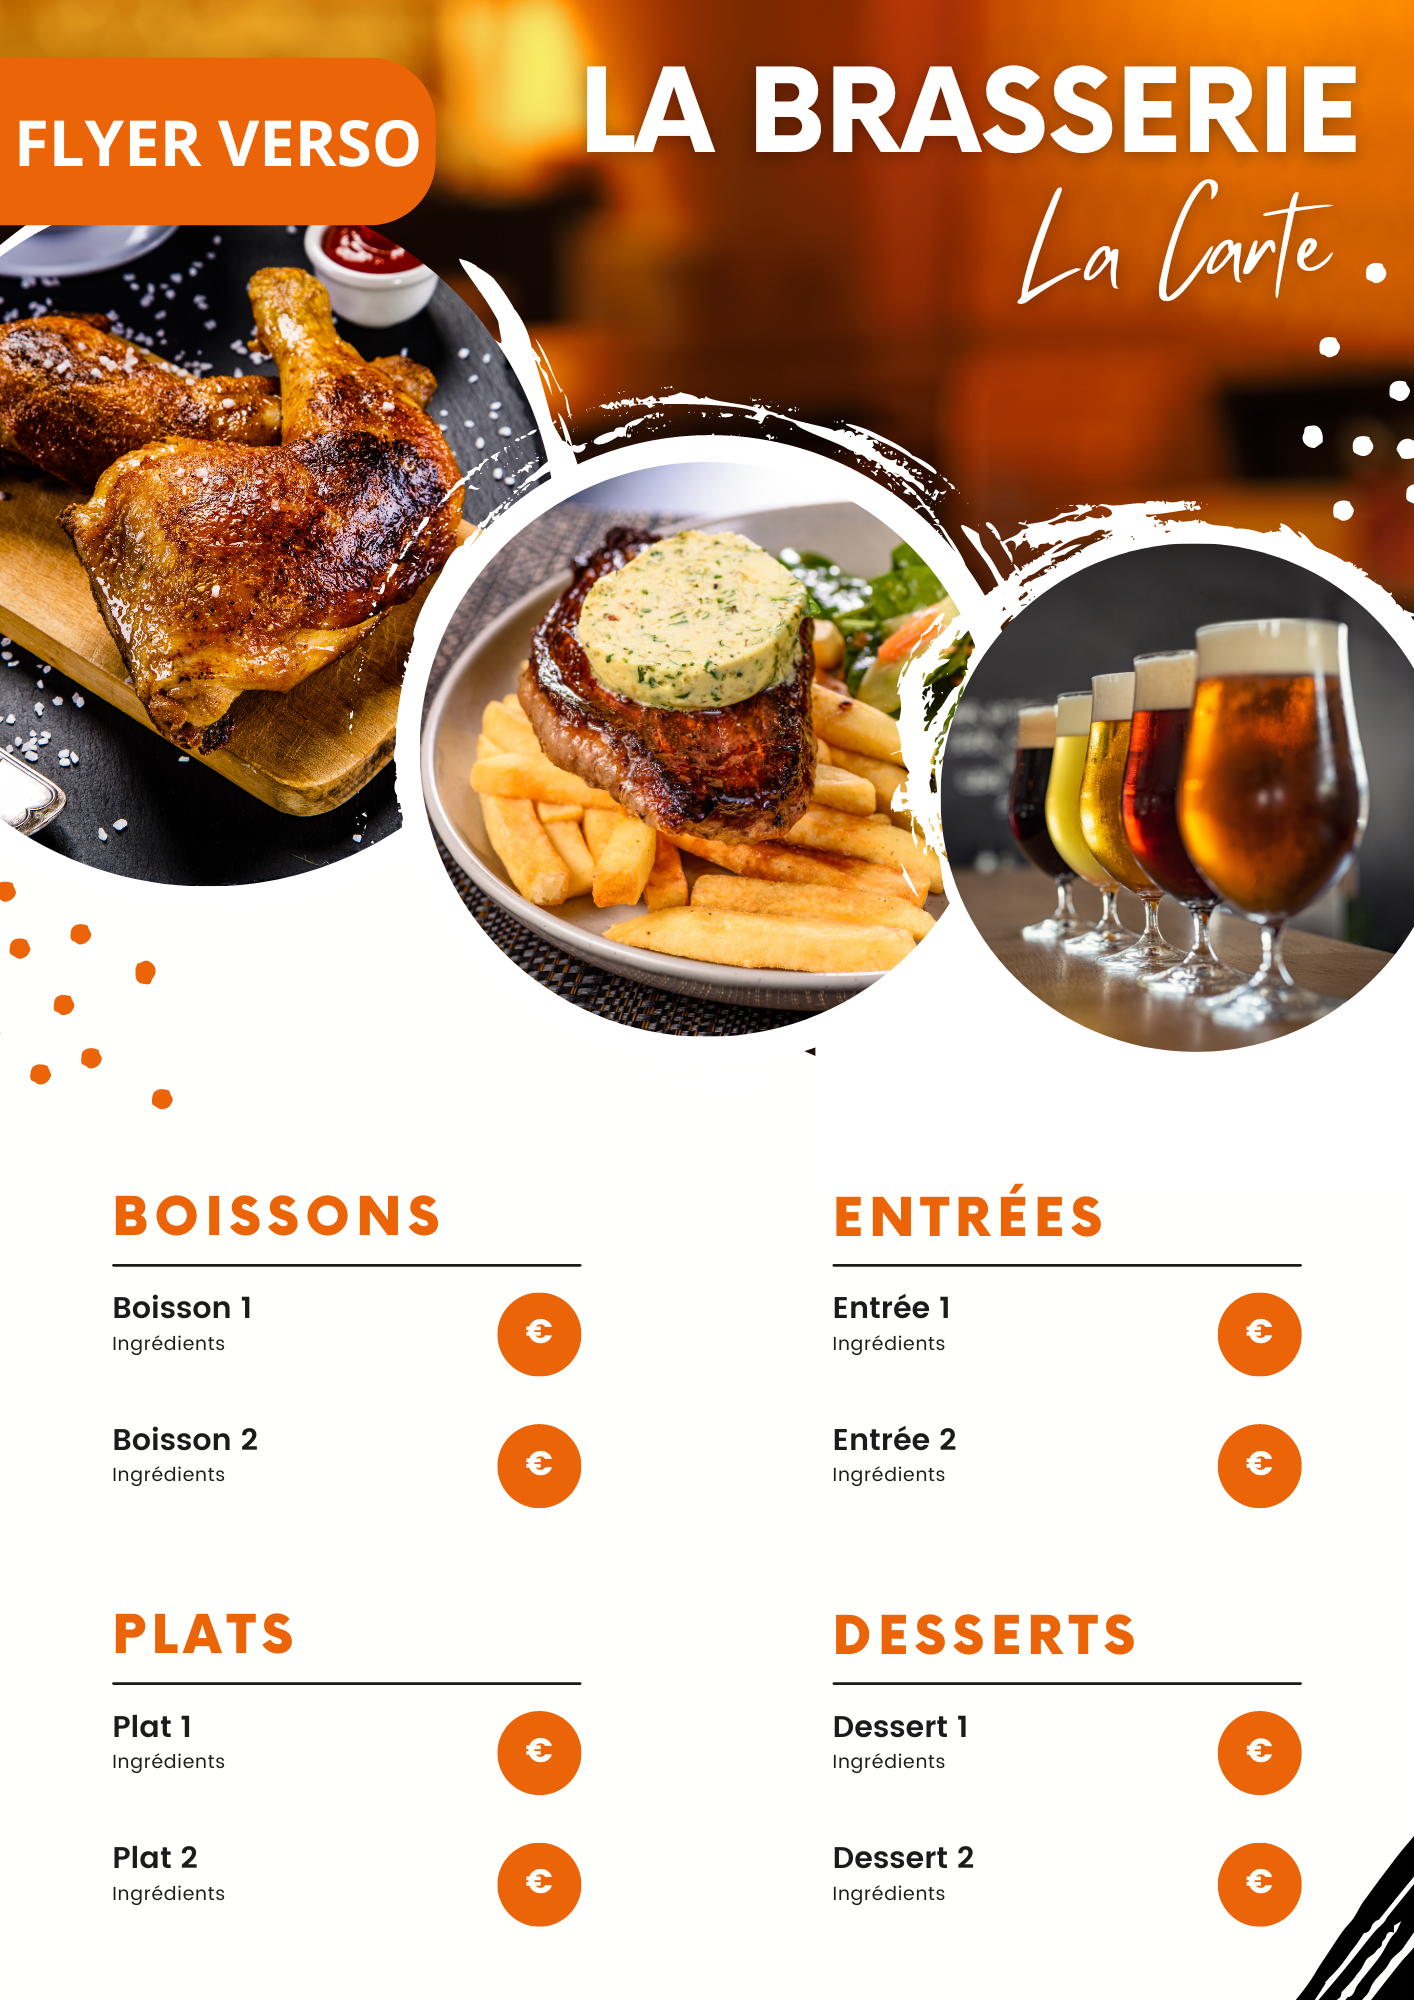 FLYER VERSO
LA BRASSERIE
La Carte
BOISSONS
Boisson 1
Ingrédients
€
Boisson 2
Ingrédients
€
ENTRÉES
Entrée 1
Ingrédients
€
Entrée 2
Ingrédients
€
PLATS
Plat 1
Ingrédients
€
Plat 2
Ingrédients
€
DESSERTS
Dessert 1
Ingrédients
€
Dessert 2
Ingrédients
€